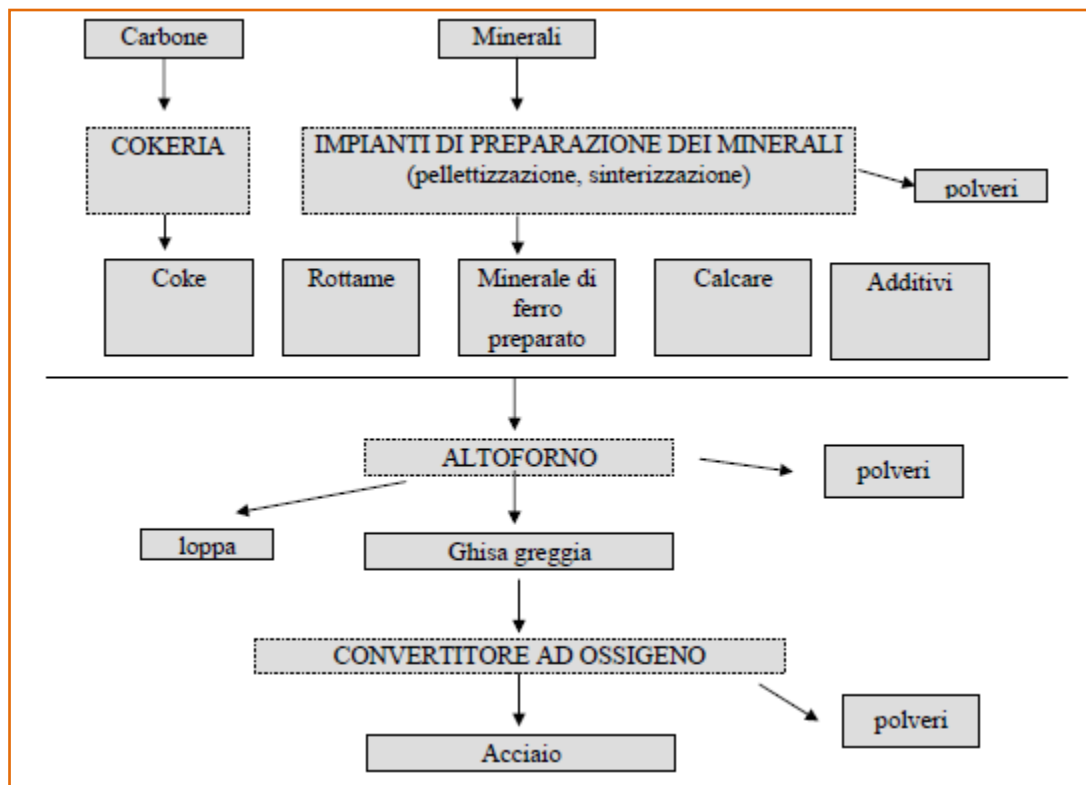 Carbone
Minerali
COKERIA
IMPIANTI DI PREPARAZIONE DEI MINERALI
(pellettizzazione, sinterizzazione)
polveri
Coke
Rottame
Minerale di
ferro
preparato
Calcare
Additivi
ALTOFORNO
polveri
loppa
Ghisa greggia
CONVERTITORE AD OSSIGENO
polveri
Acciaio